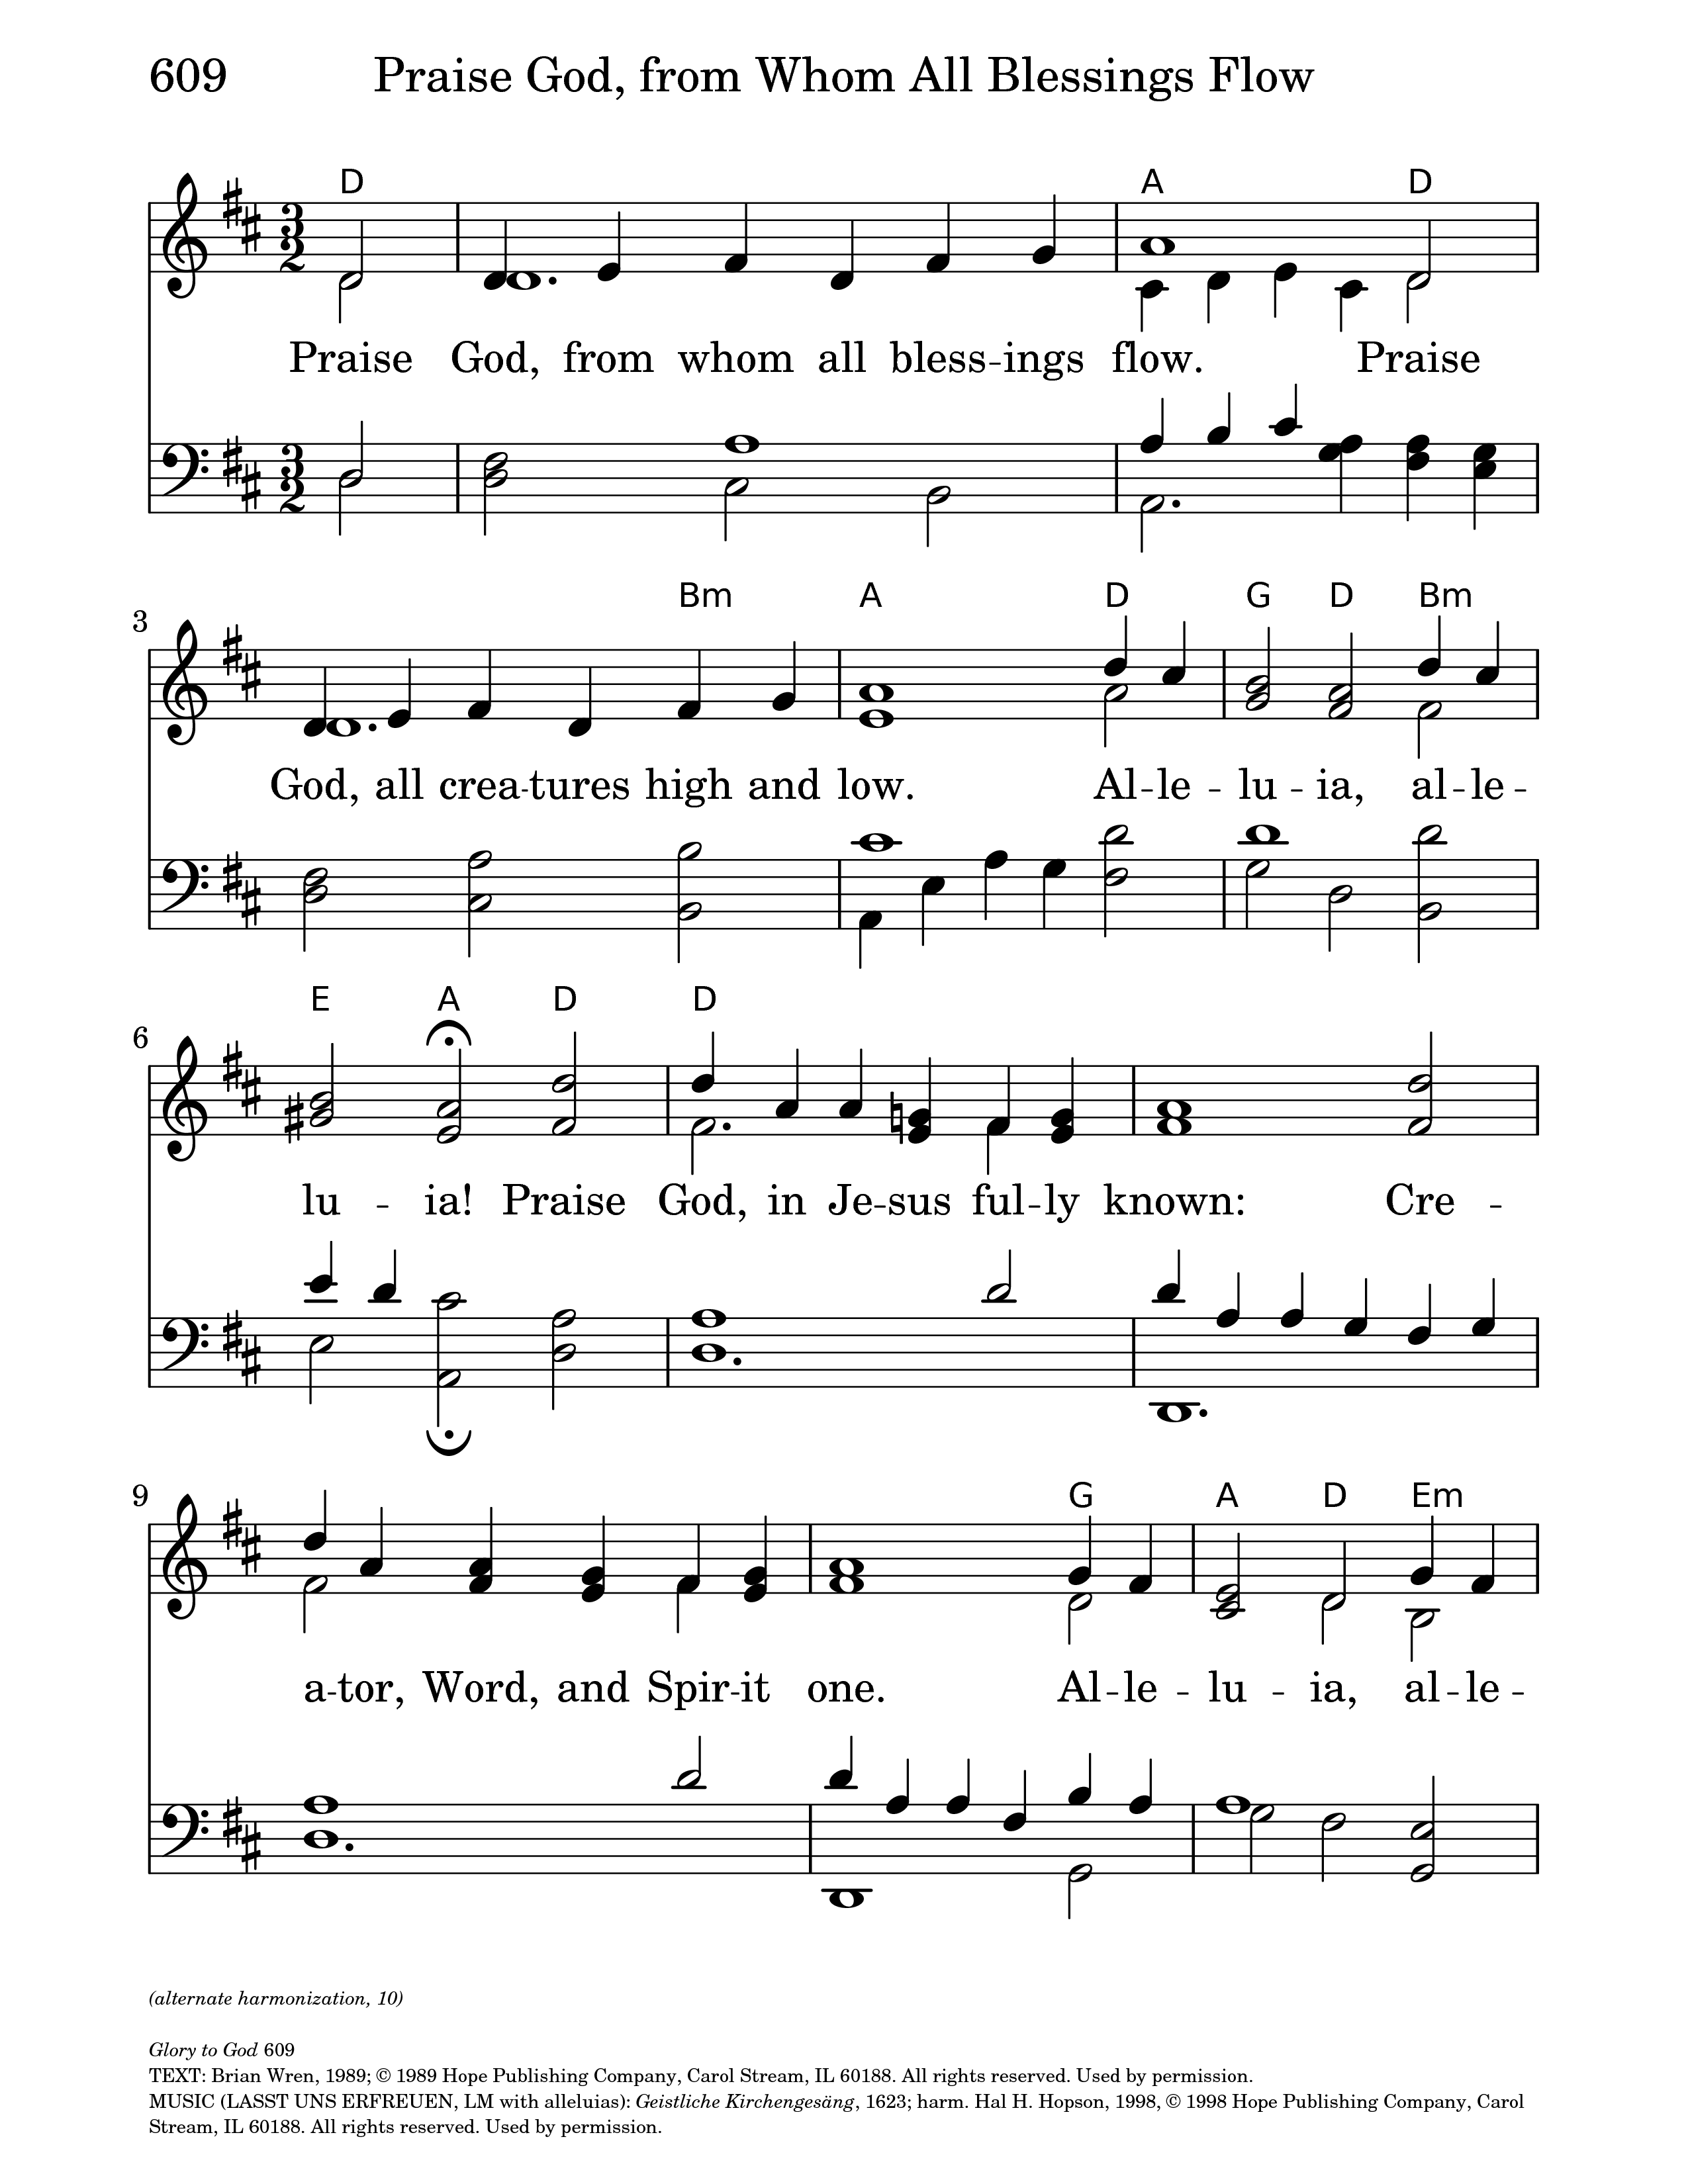 609 Praise God, from Whom All Blessings Flow
D A D
3
2
Praise God, from whom all bless - ings flow. Praise
3
2
Bm A D G D Bm
3
God, all crea - tures high and low. Al - le - lu - ia, al - le -
E A D D
6
lu - ia! Praise God, in Je - sus ful - ly known: Cre -
G A D Em
9
a - tor, Word, and Spir - it one. Al - le - lu - ia, al - le -
(alternate harmonization, 10)
Glory to God 609
TEXT: Brian Wren, 1989; © 1989 Hope Publishing Company, Carol Stream, IL 60188. All rights reserved. Used by permission.
MUSIC (LASST UNS ERFREUEN, LM with alleluias): Geistliche Kirchengesäng, 1623; harm. Hal H. Hopson, 1998, © 1998 Hope Publishing Company, Carol
Stream, IL 60188. All rights reserved. Used by permission.